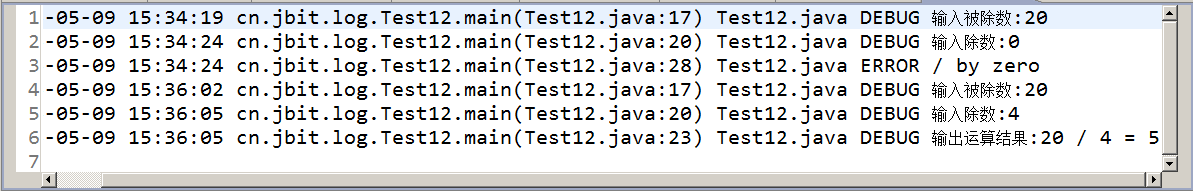 1 -05-09 15:34:19 cn.jbit.log.Test12.main(Test12.java:17) Test12.java DEBUG 输入被除数:20
2 -05-09 15:34:24 cn.jbit.log.Test12.main(Test12.java:20) Test12.java DEBUG 输入除数:0
3 -05-09 15:34:24 cn.jbit.log.Test12.main(Test12.java:28) Test12.java ERROR / by zero
4 -05-09 15:36:02 cn.jbit.log.Test12.main(Test12.java:17) Test12.java DEBUG 输入被除数:20
5 -05-09 15:36:05 cn.jbit.log.Test12.main(Test12.java:20) Test12.java DEBUG 输入除数:4
6 -05-09 15:36:05 cn.jbit.log.Test12.main(Test12.java:23) Test12.java DEBUG 输出运算结果:20 / 4 = 5
7